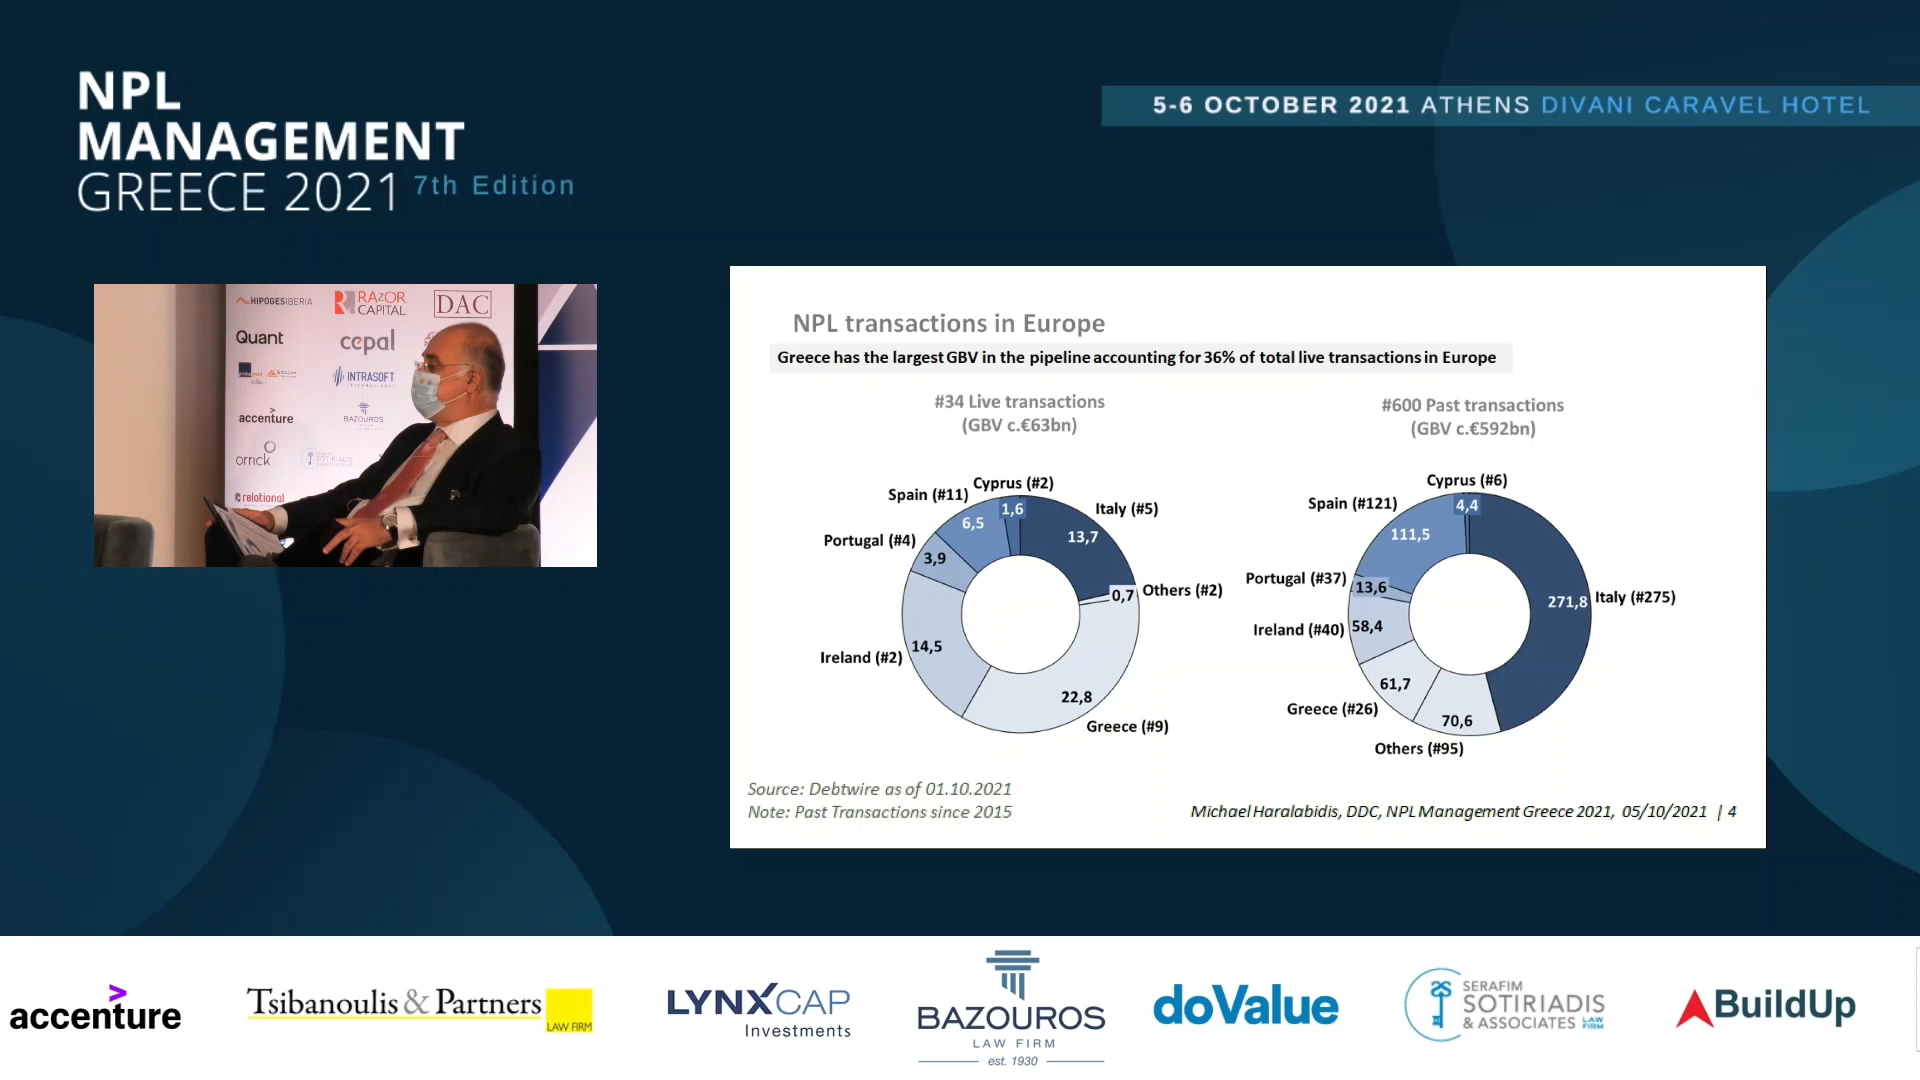 NPL
MANAGEMENT
GREECE 2021 7th Edition
5-6 OCTOBER 2021 ATHENS DIVANI CARAVEL HOTEL
HIPOGES IBERIA
RAZOR
CAPITAL
DAC
Quant
cepal
INTRASOFT
accenture
BAZOUROS
orrick
SOTIRIADIS
relational
NPL transactions in Europe
Greece has the largest GBV in the pipeline accounting for 36% of total live transactions in Europe
#34 Live transactions
(GBV c.€63bn)
Cyprus (#2)
1,6
Spain (#11)
6,5
Italy (#5)
13,7
Portugal (#4)
3,9
Others (#2)
0,7
Ireland (#2)
14,5
22,8
Greece (#9)
#600 Past transactions
(GBV c.€592bn)
Cyprus (#6)
4,4
Spain (#121)
111,5
Portugal (#37)
13,6
Italy (#275)
271,8
Ireland (#40)
58,4
61,7
Greece (#26)
70,6
Others (#95)
Source: Debtwire as of 01.10.2021
Note: Past Transactions since 2015
Michael Haralabidis, DDC, NPL Management Greece 2021, 05/10/2021 | 4
accenture
Tsibanoulis & Partners
LAW FIRM
LYNXCAP
Investments
BAZOUROS
LAW FIRM
est. 1930
doValue
SERAFIM
SOTIRIADIS
& ASSOCIATES LAW FIRM
BuildUp